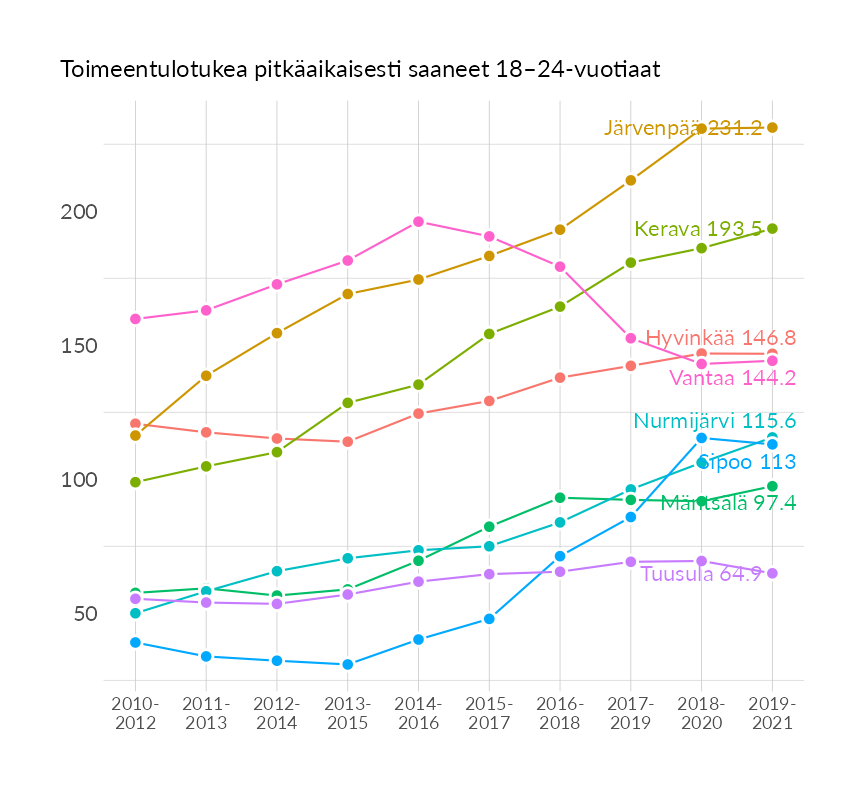 Toimeentulotukea pitkäaikaisesti saaneet 18–24-vuotiaat
Järvenpää 231.2
200
Kerava 193.5
Hyvinkää 146.8
150
Vantaa 144.2
Nurmijärvi 115.6
Sipoo 113
100
Mäntsälä 97.4
Tuusula 64.9
50
2010- 2011- 2012- 2013- 2014- 2015- 2016- 2017- 2018- 2019-
2012 2013 2014 2015 2016 2017 2018 2019 2020 2021